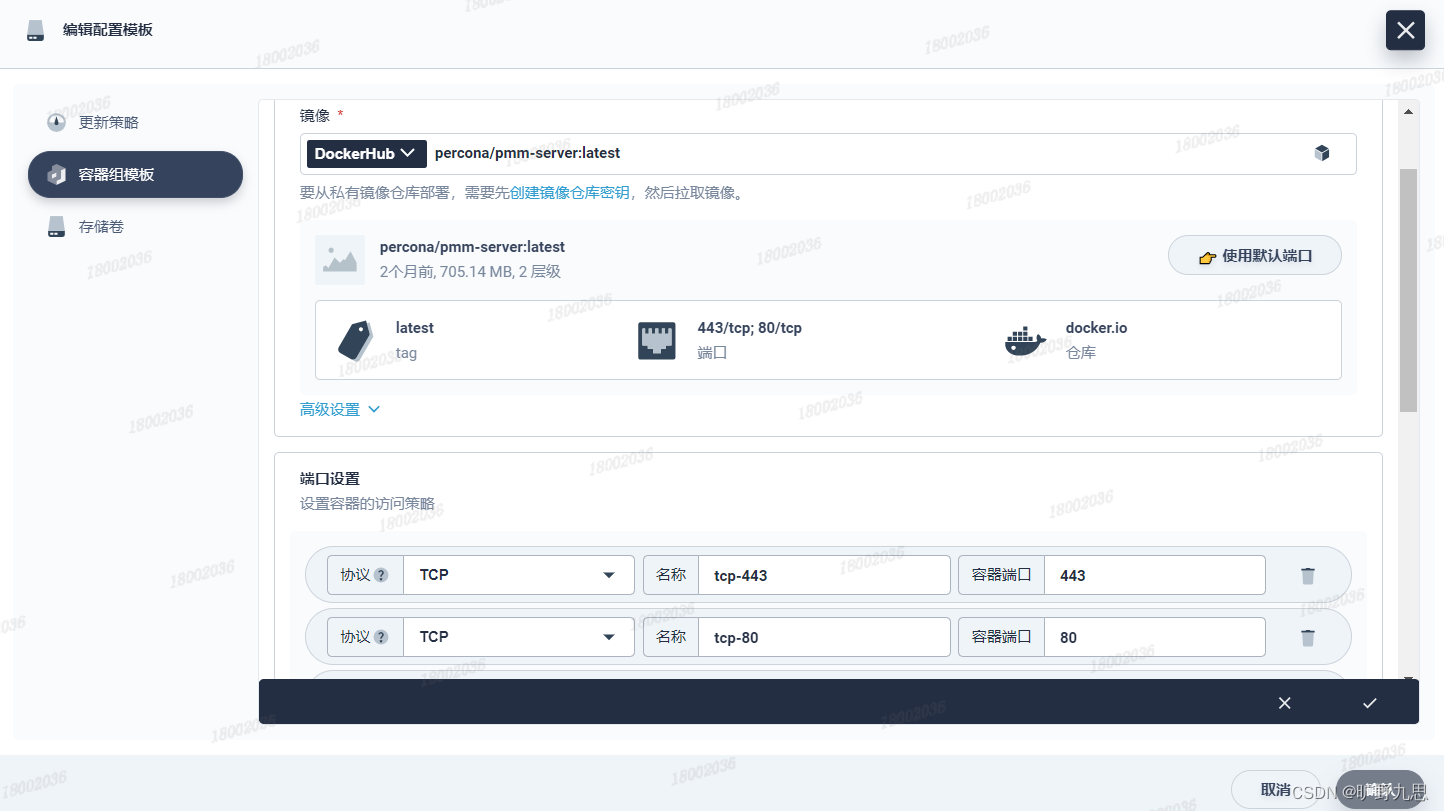 编辑配置模板
更新策略
容器组模板
存储卷
镜像 *
DockerHub percona/pmm-server:latest
要从私有镜像仓库部署，需要先创建镜像仓库密钥，然后拉取镜像。
percona/pmm-server:latest
2个月前, 705.14 MB, 2 层级
使用默认端口
latest
tag
443/tcp; 80/tcp
端口
docker.io
仓库
高级设置
端口设置
设置容器的访问策略
协议 ? TCP 名称 tcp-443 容器端口 443
协议 ? TCP 名称 tcp-80 容器端口 80
取消
CSDN @旷野九思
18002036